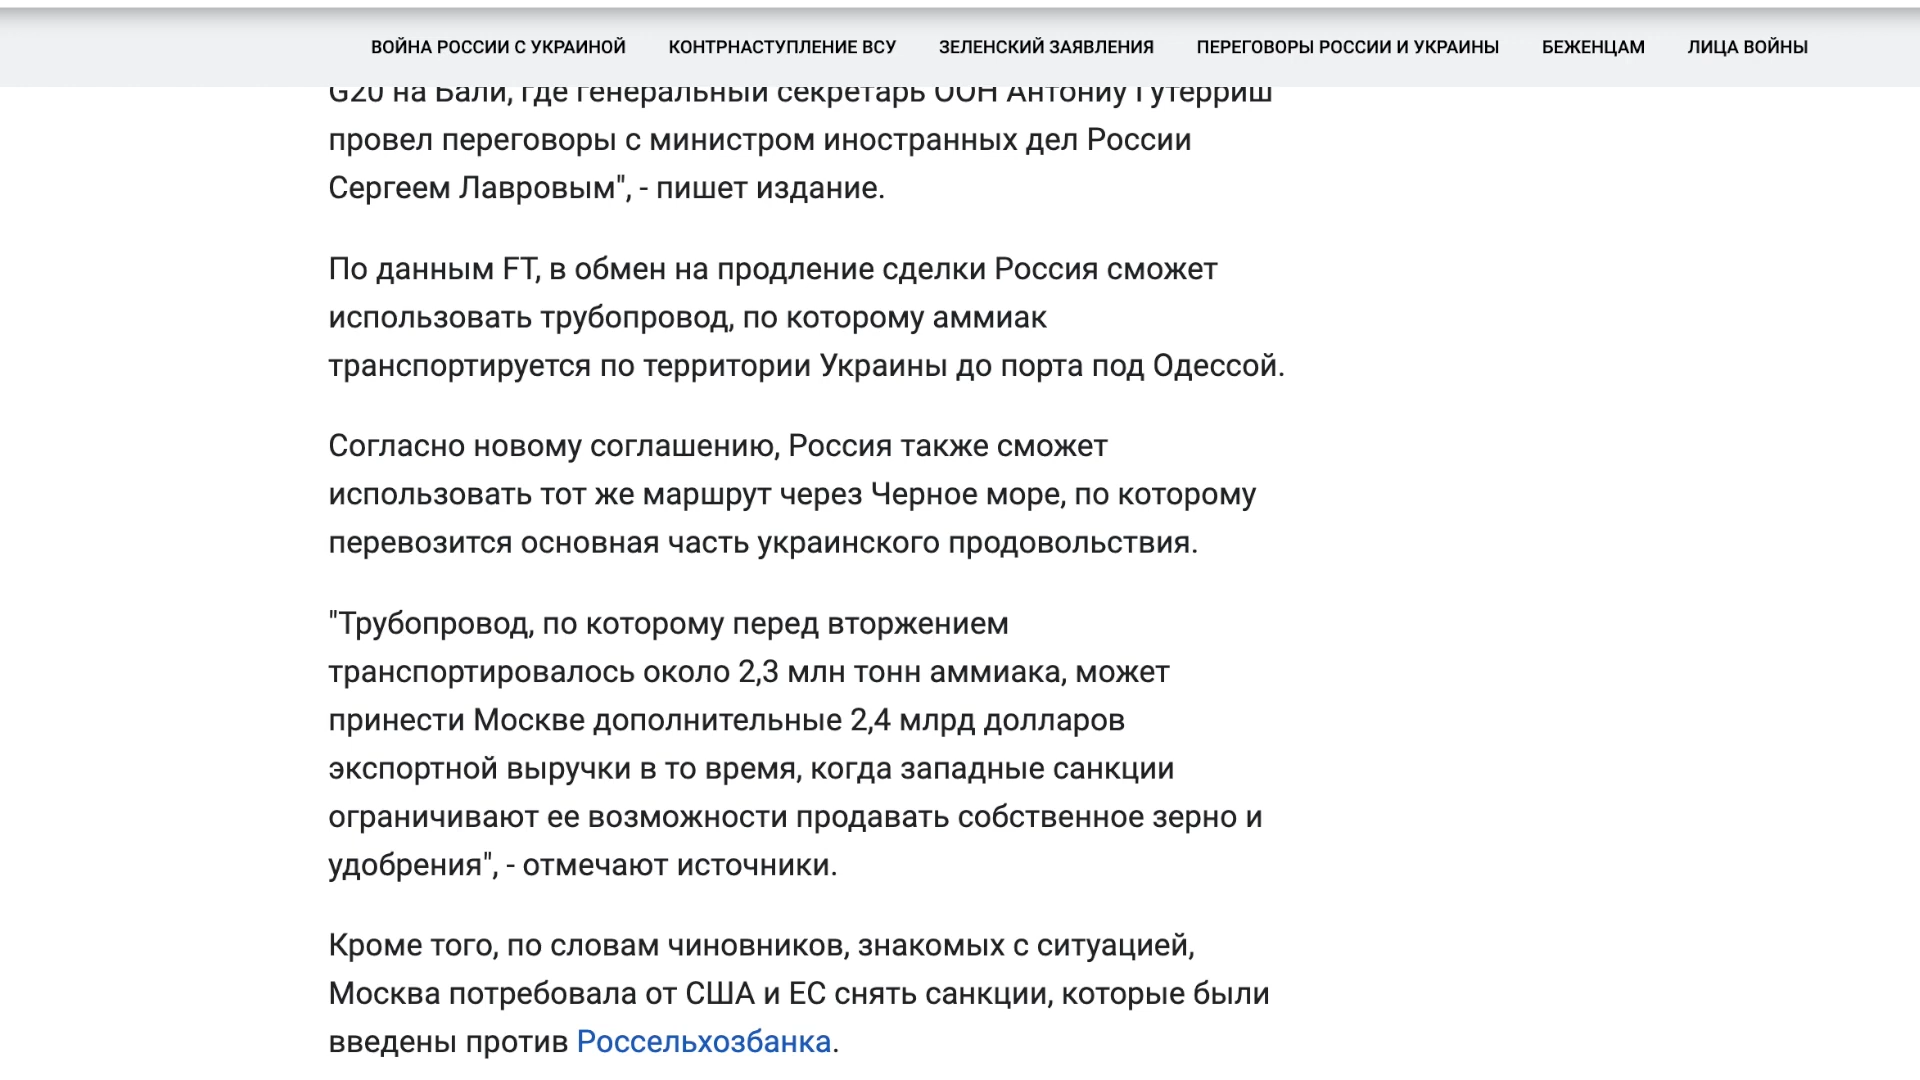 ВОЙНА РОССИИ С УКРАИНОЙ КОНТРНАСТУПЛЕНИЕ ВСУ ЗЕЛЕНСКИЙ ЗАЯВЛЕНИЯ ПЕРЕГОВОРЫ РОССИИ И УКРАИНЫ БЕЖЕНЦАМ ЛИЦА ВОЙНЫ
G20 на Бали, где генеральный секретарь ООН Антониу Гутерриш
провел переговоры с министром иностранных дел России
Сергеем Лавровым", - пишет издание.
По данным FT, в обмен на продление сделки Россия сможет
использовать трубопровод, по которому аммиак
транспортируется по территории Украины до порта под Одессой.
Согласно новому соглашению, Россия также сможет
использовать тот же маршрут через Черное море, по которому
перевозится основная часть украинского продовольствия.
"Трубопровод, по которому перед вторжением
транспортировалось около 2,3 млн тонн аммиака, может
принести Москве дополнительные 2,4 млрд долларов
экспортной выручки в то время, когда западные санкции
ограничивают ее возможности продавать собственное зерно и
удобрения", - отмечают источники.
Кроме того, по словам чиновников, знакомых с ситуацией,
Москва потребовала от США и ЕС снять санкции, которые были
введены против Россельхозбанка.